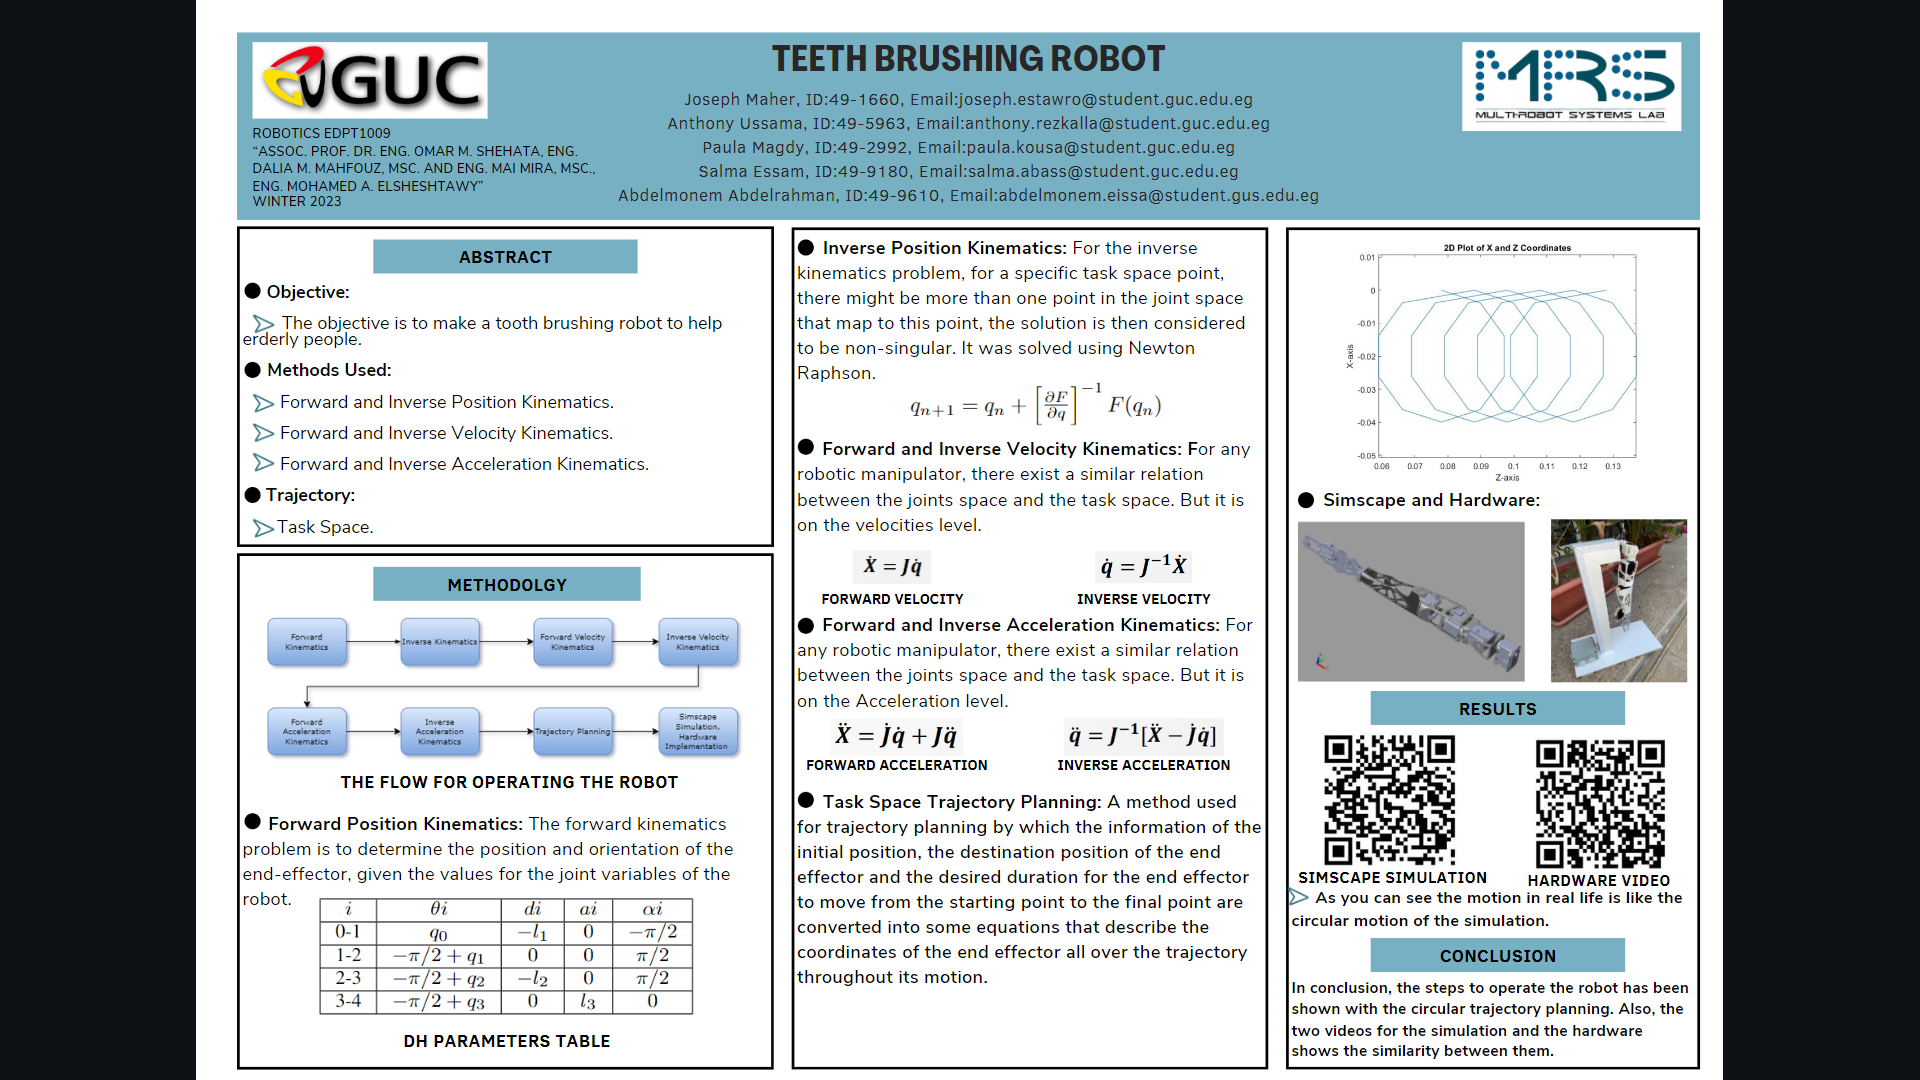 GUC
ROBOTICS EDPT1009
“ASSOC. PROF. DR. ENG. OMAR M. SHEHATA, ENG.
DALIA M. MAHFOUZ, MSC. AND ENG. MAI MIRA, MSC.,
ENG. MOHAMED A. ELSHESHTAWY”
WINTER 2023
TEETH BRUSHING ROBOT
Joseph Maher, ID:49-1660, Email:joseph.estawro@student.guc.edu.eg
Anthony Ussama, ID:49-5963, Email:anthony.rezkalla@student.guc.edu.eg
Paula Magdy, ID:49-2992, Email:paula.kousa@student.guc.edu.eg
Salma Essam, ID:49-9180, Email:salma.abass@student.guc.edu.eg
Abdelmonem Abdelrahman, ID:49-9610, Email:abdelmonem.eissa@student.gus.edu.eg
MRS
MULTI-ROBOT SYSTEMS LAB
ABSTRACT
● Objective:
The objective is to make a tooth brushing robot to help
erderly people.
● Methods Used:
Forward and Inverse Position Kinematics.
Forward and Inverse Velocity Kinematics.
Forward and Inverse Acceleration Kinematics.
● Trajectory:
Task Space.
METHODOLGY
Forward
Kinematics
Inverse Kinematics
Forward Velocity
Kinematics
Inverse Velocity
Kinematics
Forward
Acceleration
Kinematics
Inverse
Acceleration
Kinematics
Trajectory Planning
Simscape
Simulation,
Hardware
Implementation
THE FLOW FOR OPERATING THE ROBOT
● Forward Position Kinematics: The forward kinematics
problem is to determine the position and orientation of the
end-effector, given the values for the joint variables of the
robot.
i θi di ai αi
0-1 q0 −l1 0 −π/2
1-2 −π/2 + q1 0 0 π/2
2-3 −π/2 + q2 −l2 0 π/2
3-4 −π/2 + q3 0 l3 0
DH PARAMETERS TABLE
● Inverse Position Kinematics: For the inverse
kinematics problem, for a specific task space point,
there might be more than one point in the joint space
that map to this point, the solution is then considered
to be non-singular. It was solved using Newton
Raphson.
qn+1 = qn + [∂F/∂q]−1 F(qn)
● Forward and Inverse Velocity Kinematics: For any
robotic manipulator, there exist a similar relation
between the joints space and the task space. But it is
on the velocities level.
Ẋ = Jq̇
q̇ = J−1Ẋ
FORWARD VELOCITY
INVERSE VELOCITY
● Forward and Inverse Acceleration Kinematics: For
any robotic manipulator, there exist a similar relation
between the joints space and the task space. But it is
on the Acceleration level.
Ẍ = J̇q̇ + Jq̈
q̈ = J−1[Ẍ − J̇q̇]
FORWARD ACCELERATION
INVERSE ACCELERATION
● Task Space Trajectory Planning: A method used
for trajectory planning by which the information of the
initial position, the destination position of the end
effector and the desired duration for the end effector
to move from the starting point to the final point are
converted into some equations that describe the
coordinates of the end effector all over the trajectory
throughout its motion.
2D Plot of X and Z Coordinates
0.01
0
-0.01
-0.02
-0.03
-0.04
-0.05
X-axis
0.06 0.07 0.08 0.09 0.1 0.11 0.12 0.13
Z-axis
● Simscape and Hardware:
RESULTS
SIMSCAPE SIMULATION
HARDWARE VIDEO
As you can see the motion in real life is like the
circular motion of the simulation.
CONCLUSION
In conclusion, the steps to operate the robot has been
shown with the circular trajectory planning. Also, the
two videos for the simulation and the hardware
shows the similarity between them.